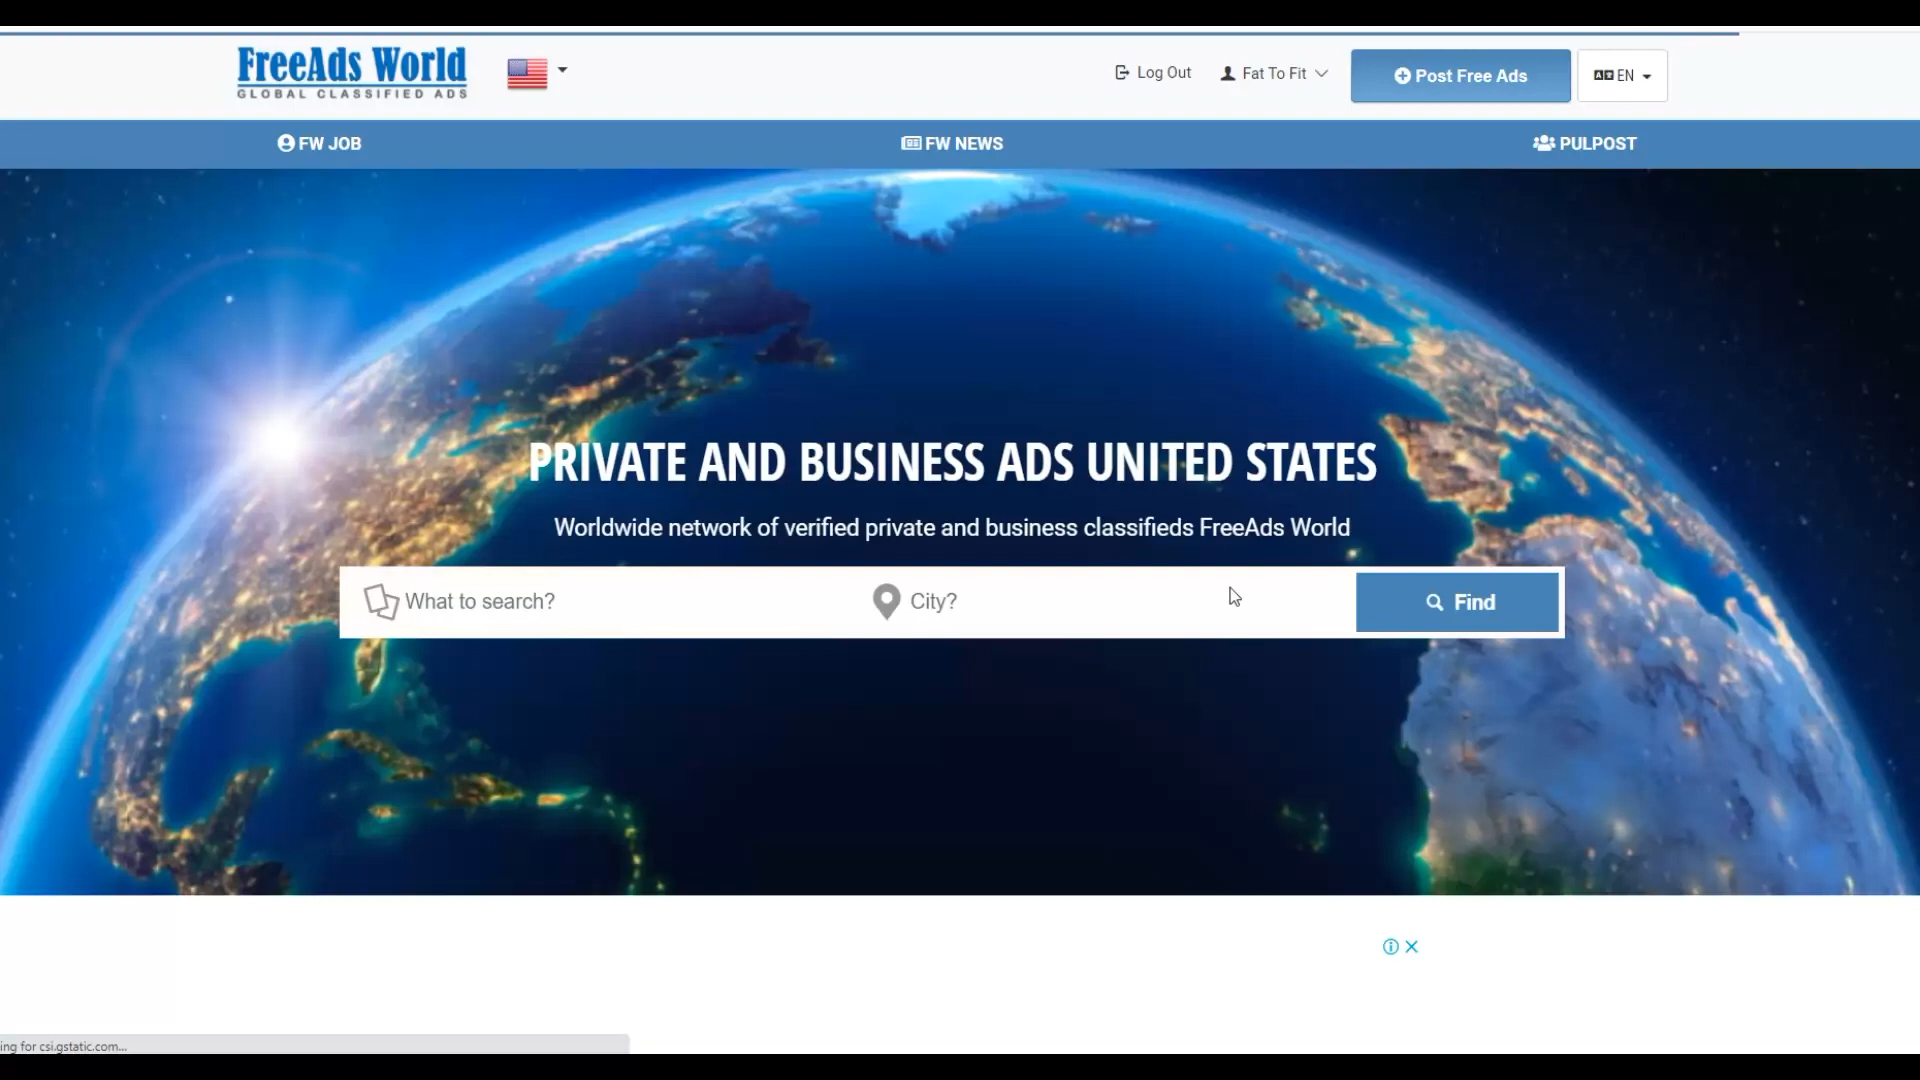 FreeAds World
GLOBAL CLASSIFIED ADS
Log Out
Fat To Fit
Post Free Ads
EN
FW JOB
FW NEWS
PULPOST
PRIVATE AND BUSINESS ADS UNITED STATES
Worldwide network of verified private and business classifieds FreeAds World
What to search?
City?
Find
ing for csi.gstatic.com...